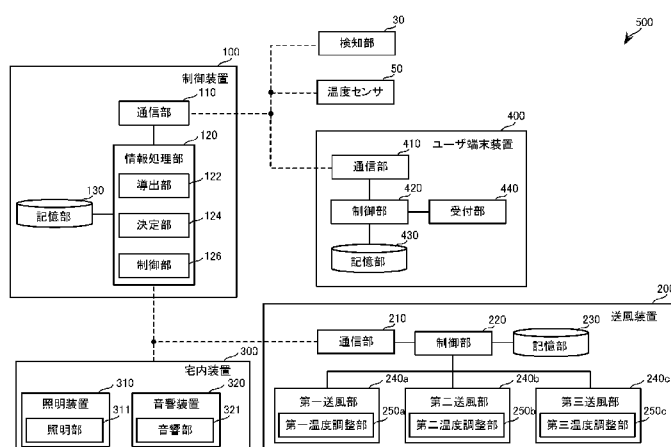 500
30
検知部
50
温度センサ
100
制御装置
110
通信部
120
情報処理部
122
導出部
130
記憶部
124
決定部
126
制御部
400
ユーザ端末装置
410
通信部
420
制御部
440
受付部
430
記憶部
200
送風装置
210
通信部
220
制御部
230
記憶部
300
宅内装置
310
照明装置
311
照明部
320
音響装置
321
音響部
240a
第一送風部
250a
第一温度調整部
240b
第二送風部
250b
第二温度調整部
240c
第三送風部
250c
第三温度調整部